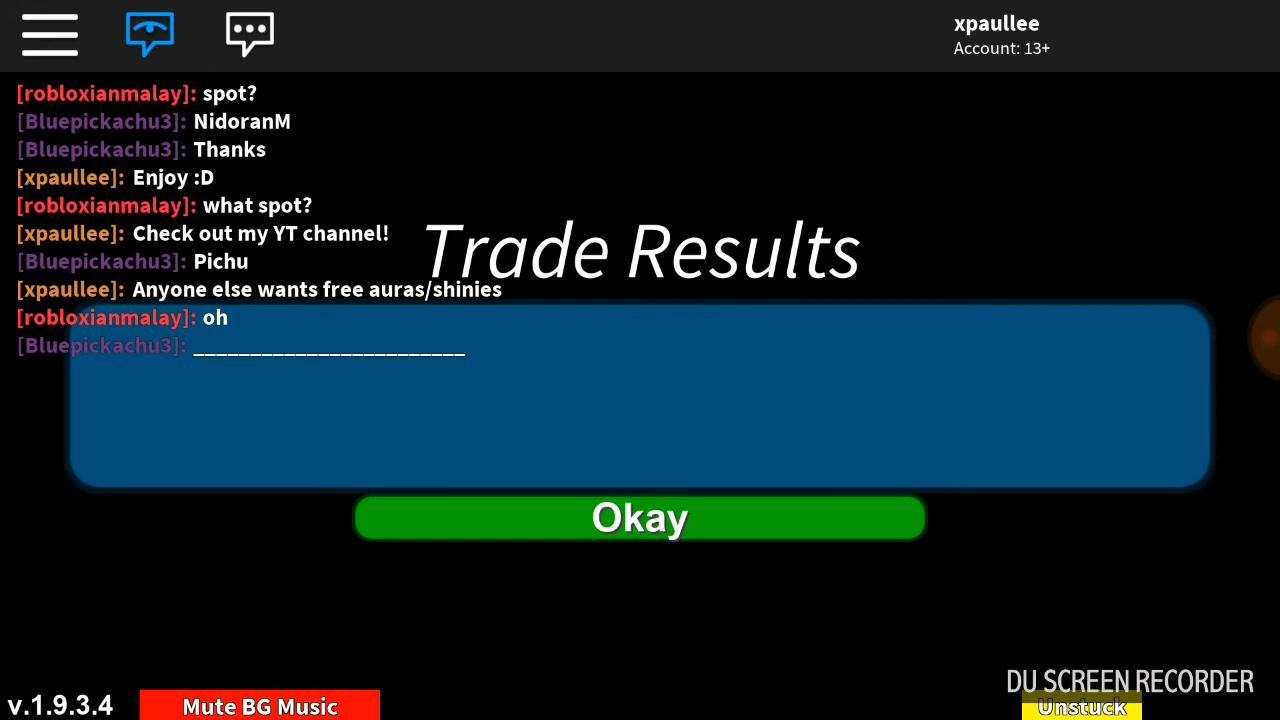 xpaullee
Account: 13+
[robloxianmalay]: spot?
[Bluepickachu3]: NidoranM
[Bluepickachu3]: Thanks
[xpaullee]: Enjoy :D
[robloxianmalay]: what spot?
[xpaullee]: Check out my YT channel!
[Bluepickachu3]: Pichu
[xpaullee]: Anyone else wants free auras/shinies
[robloxianmalay]: oh
[Bluepickachu3]: ________________________
Trade Results
Okay
DU SCREEN RECORDER
v.1.9.3.4
Mute BG Music
Unstuck